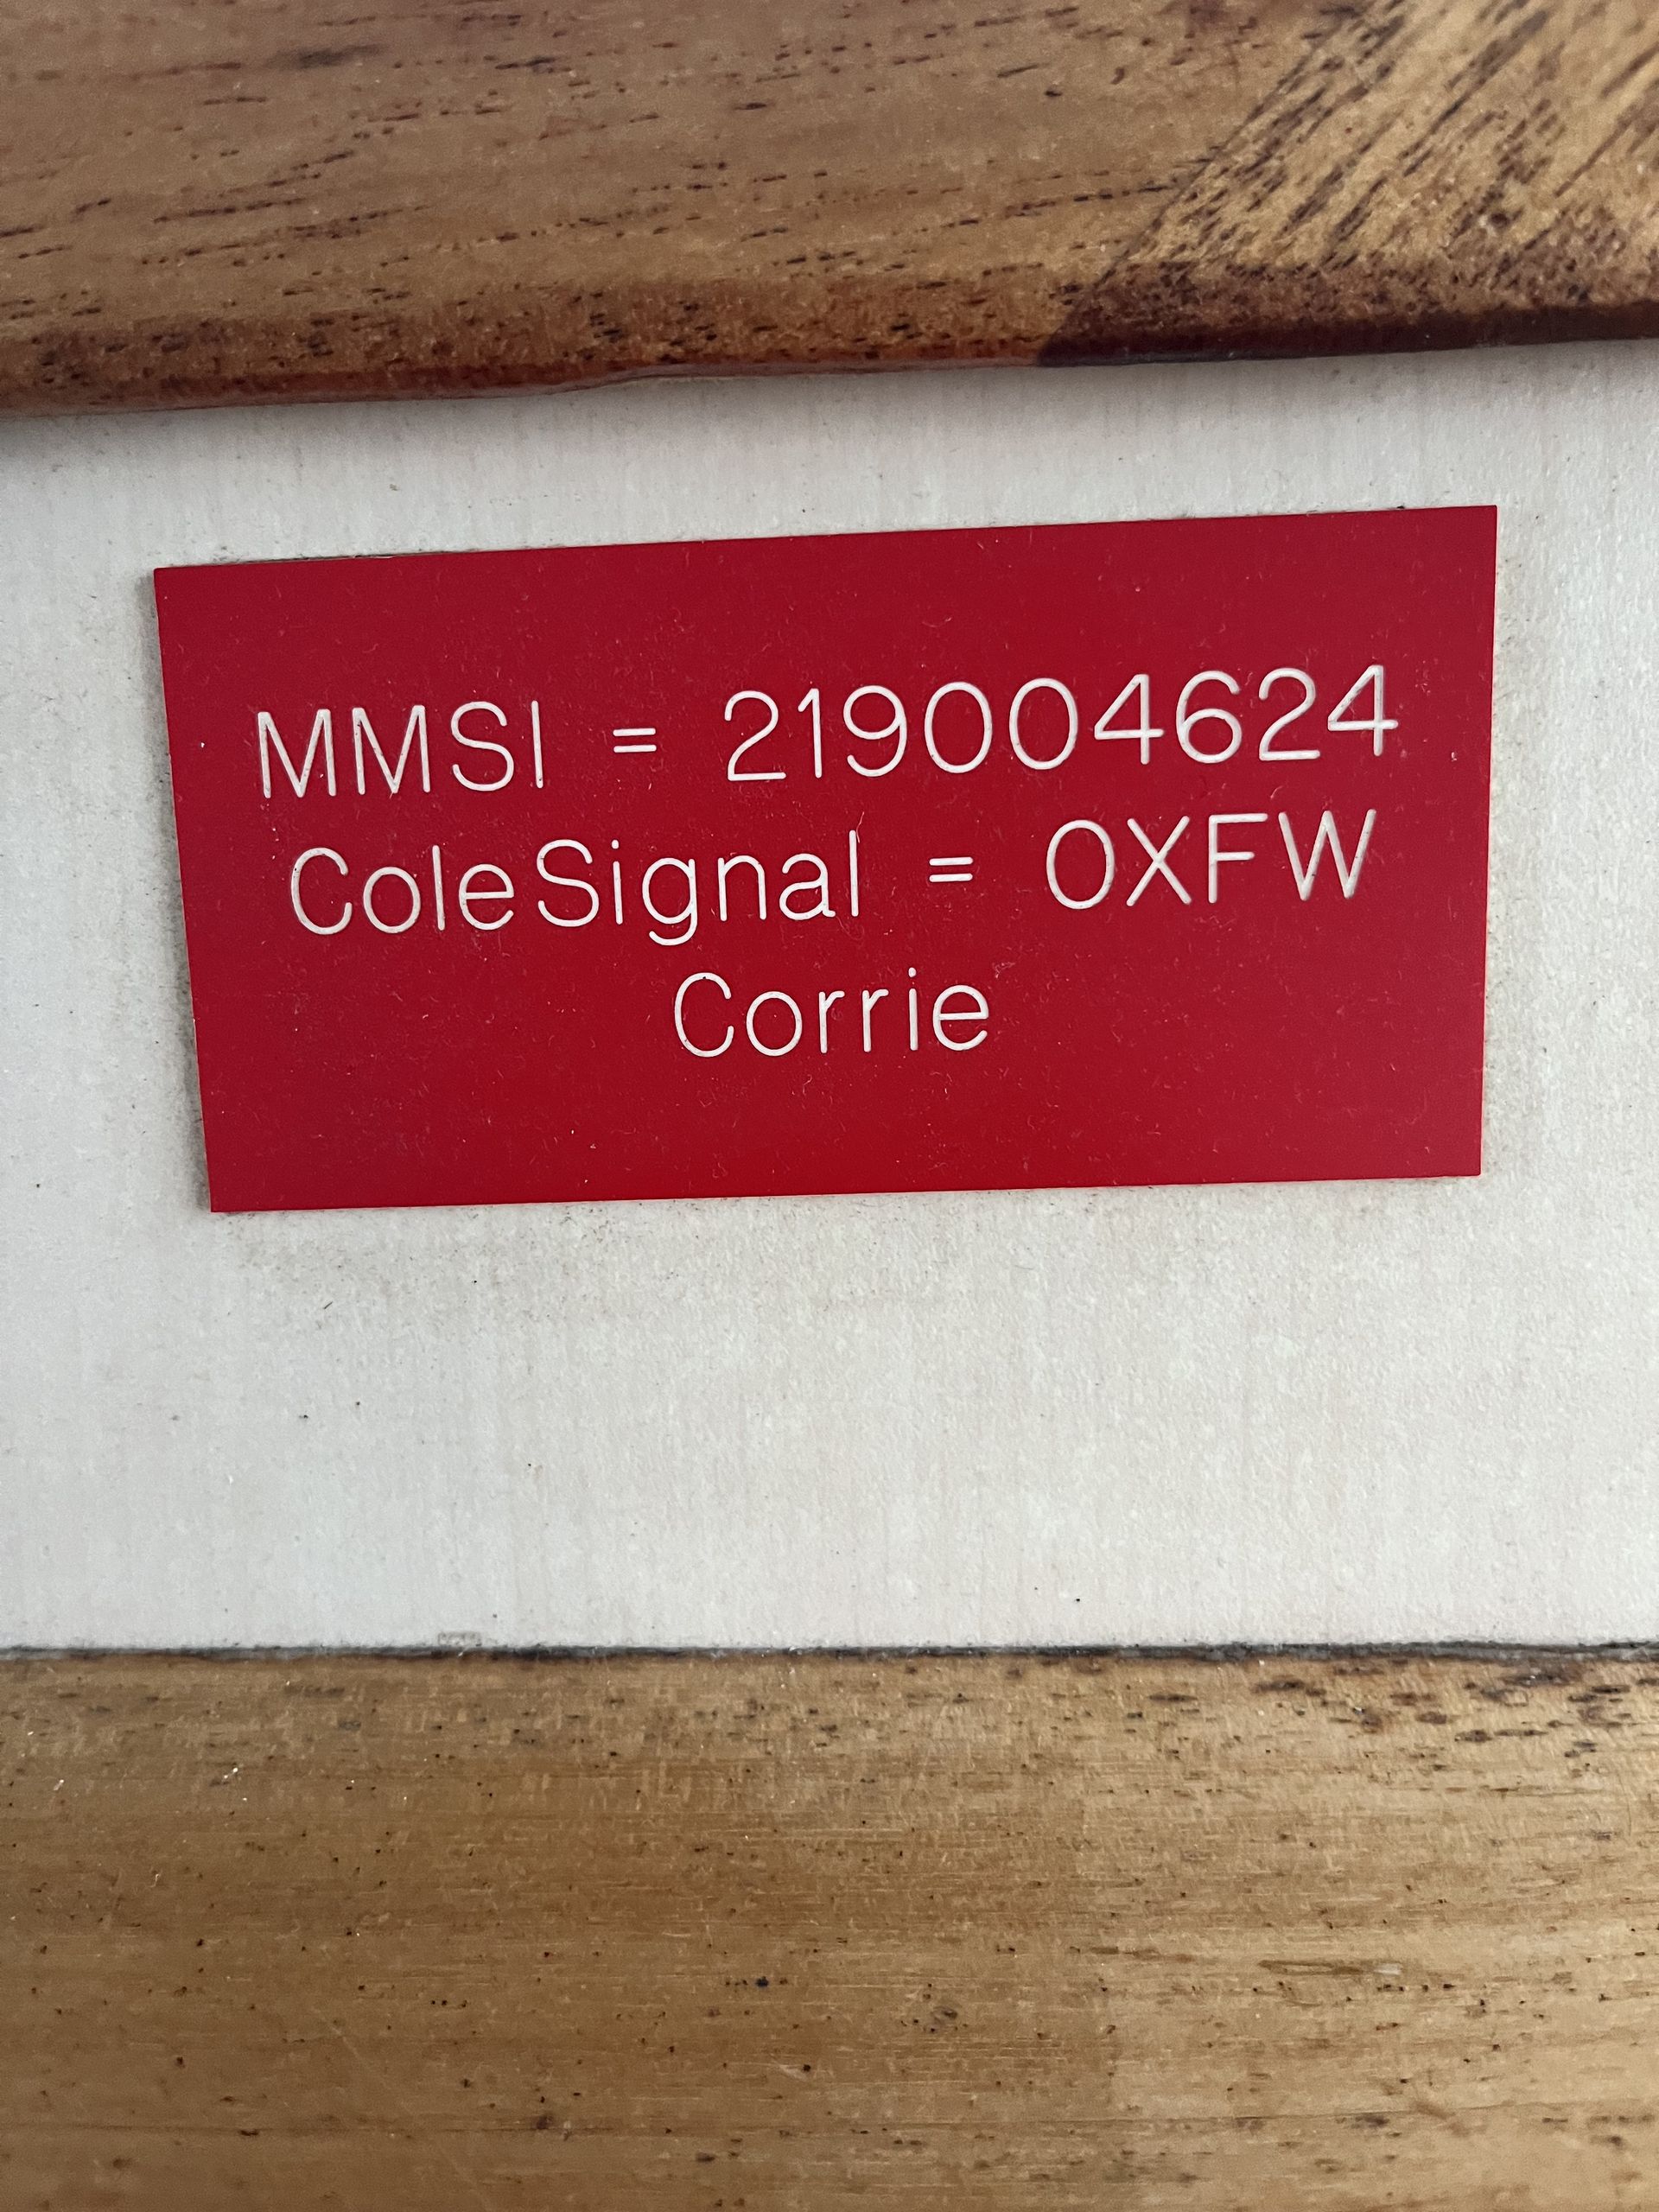 MMSI = 219004624
ColeSignal = OXFW
Corrie